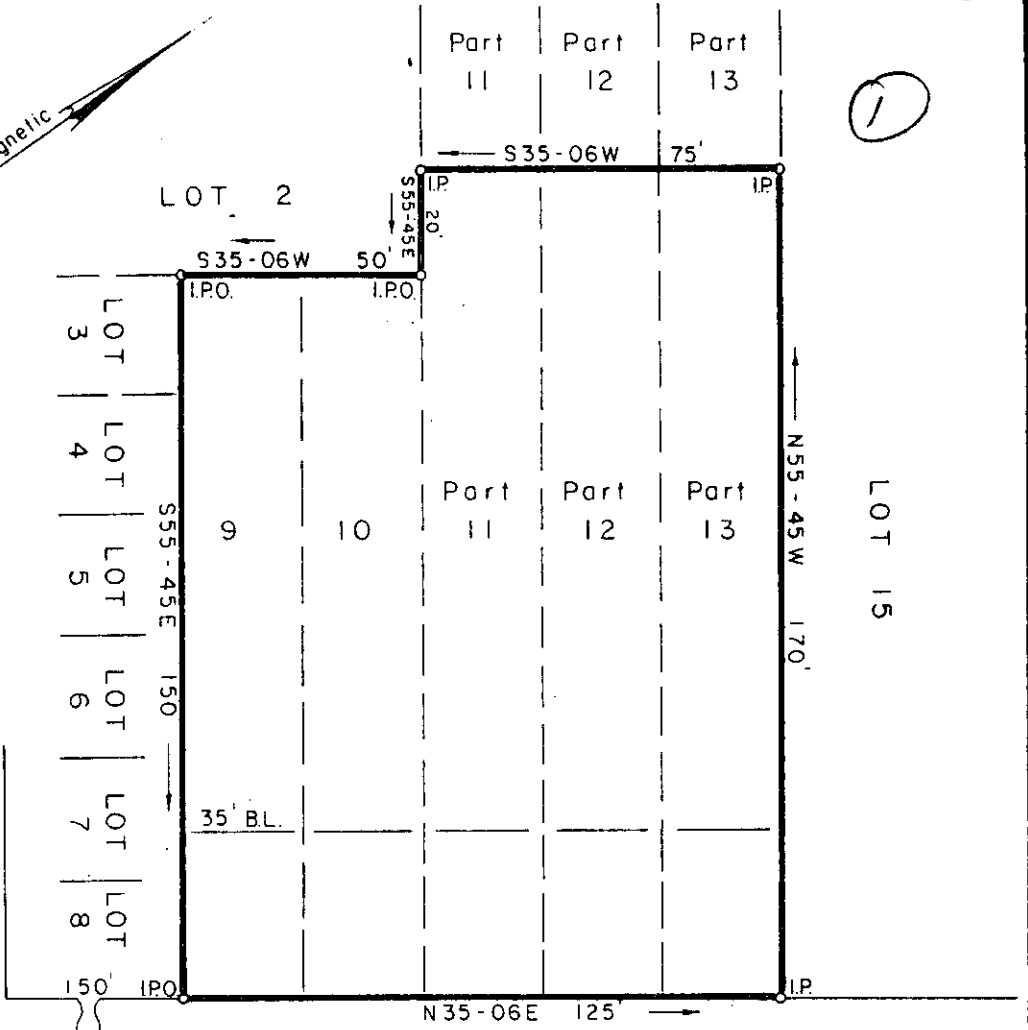 Part
11
Part
12
Part
13
1
gnetic
S35-06W 75'
I.P.
I.P.
LOT 2
S55-45E 20'
S35-06W 50'
I.P.O.
I.P.O.
LOT 3
LOT 4
LOT 5
LOT 6
LOT 7
LOT 8
S55-45E 150
9
10
Part
11
Part
12
Part
13
N55-45W 170'
LOT 15
35' B.L.
150'
I.P.O.
I.P.
N35-06E 125'